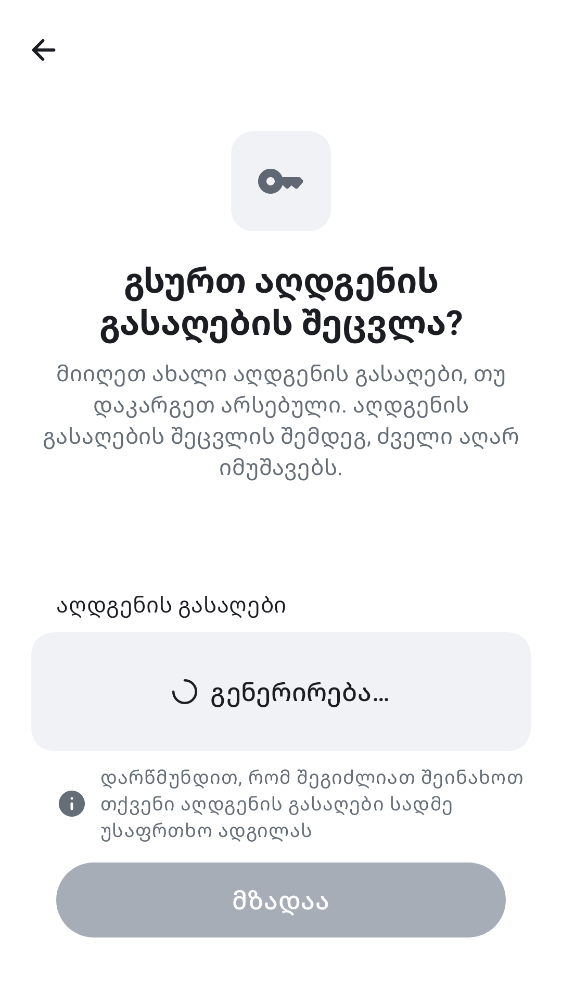 გსურთ აღდგენის
გასაღების შეცვლა?
მიიღეთ ახალი აღდგენის გასაღები, თუ
დაკარგეთ არსებული. აღდგენის
გასაღების შეცვლის შემდეგ, ძველი აღარ
იმუშავებს.
აღდგენის გასაღები
გენერირება...
დარწმუნდით, რომ შეგიძლიათ შეინახოთ
თქვენი აღდგენის გასაღები სადმე
უსაფრთხო ადგილას
მზადაა